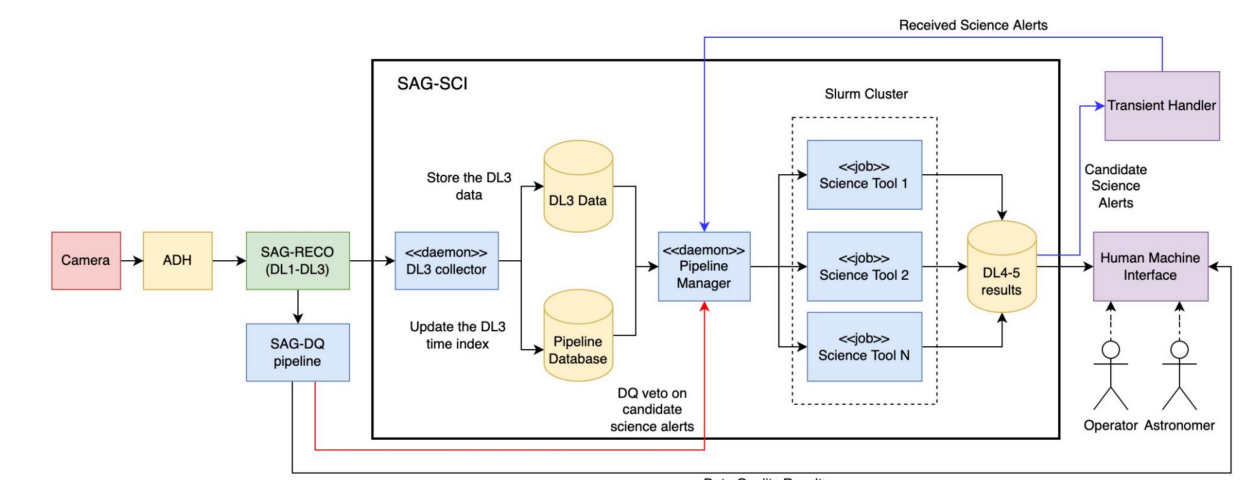 Received Science Alerts
SAG-SCI
Slurm Cluster
Transient Handler
<<job>>
Science Tool 1
Store the DL3
data
DL3 Data
Candidate
Science
Alerts
Camera
ADH
SAG-RECO
(DL1-DL3)
<<daemon>>
DL3 collector
<<daemon>>
Pipeline
Manager
<<job>>
Science Tool 2
DL4-5
results
Human Machine
Interface
Update the DL3
time index
Pipeline
Database
<<job>>
Science Tool N
SAG-DQ
pipeline
DQ veto on
candidate
science alerts
Operator
Astronomer